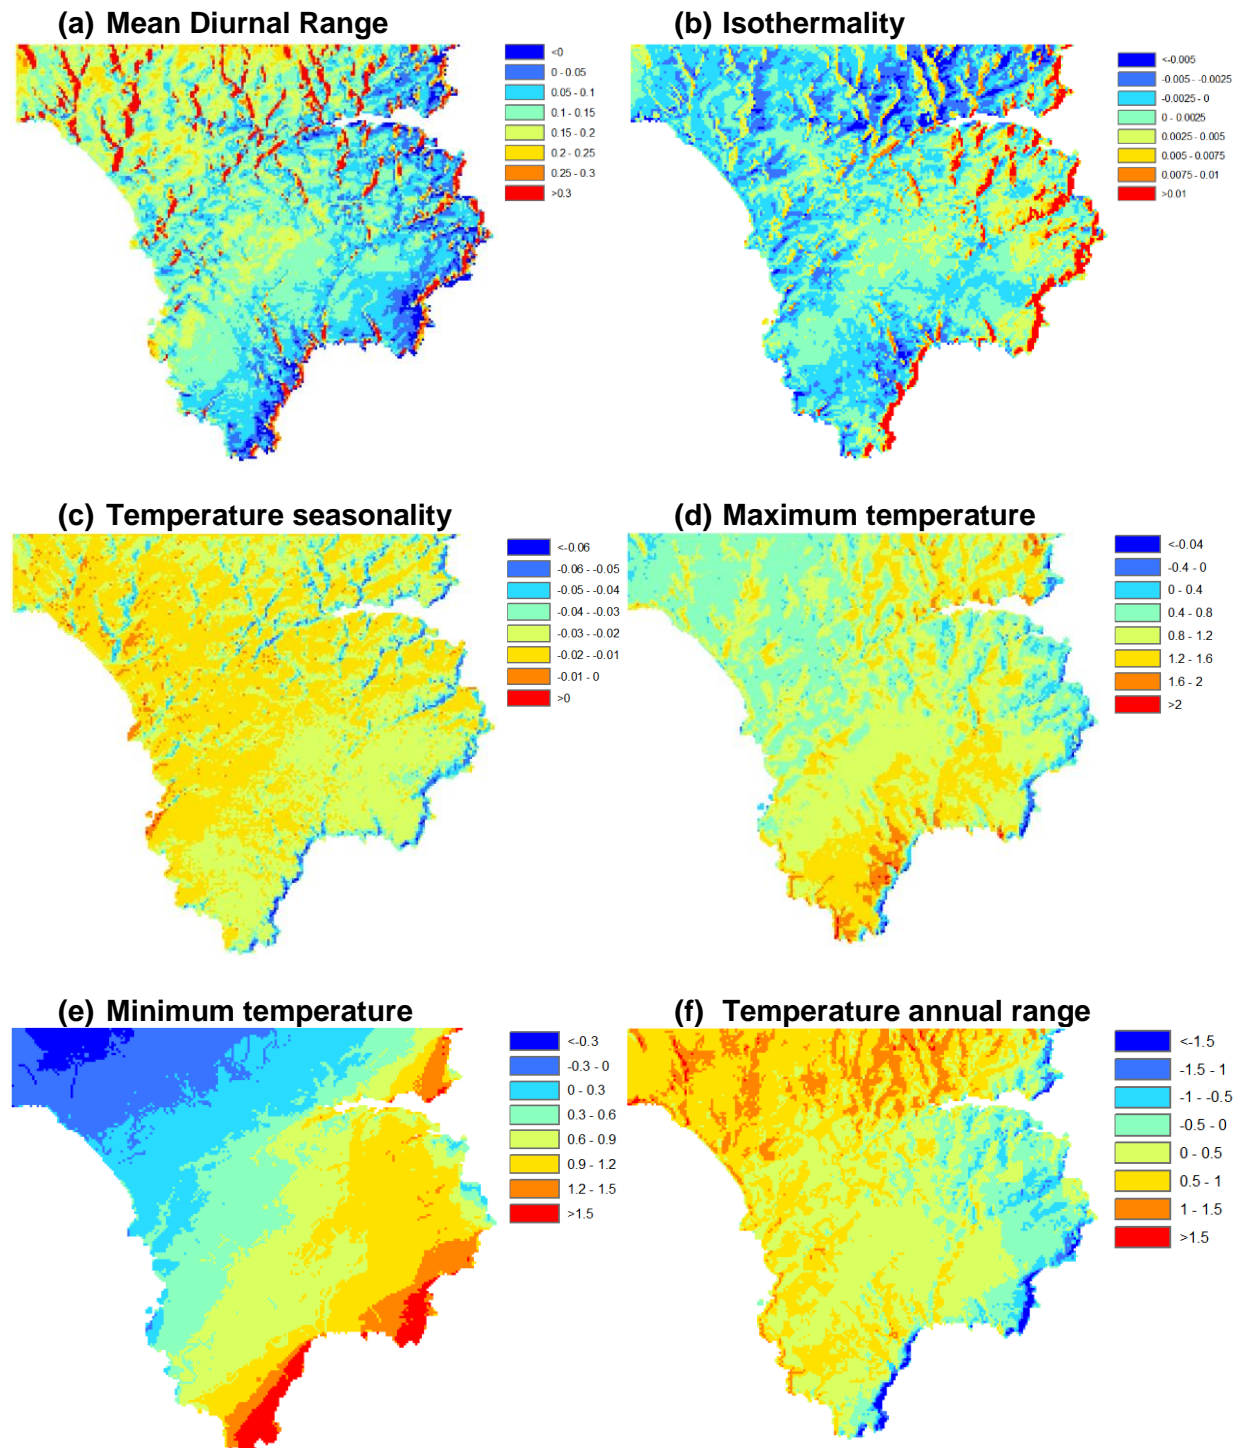 (a) Mean Diurnal Range
<0
0 - 0.05
0.05 - 0.1
0.1 - 0.15
0.15 - 0.2
0.2 - 0.25
0.25 - 0.3
>0.3
(b) Isothermality
<-0.005
-0.005 - -0.0025
-0.0025 - 0
0 - 0.0025
0.0025 - 0.005
0.005 - 0.0075
0.0075 - 0.01
>0.01
(c) Temperature seasonality
<-0.06
-0.06 - -0.05
-0.05 - -0.04
-0.04 - -0.03
-0.03 - -0.02
-0.02 - -0.01
-0.01 - 0
>0
(d) Maximum temperature
<-0.04
-0.4 - 0
0 - 0.4
0.4 - 0.8
0.8 - 1.2
1.2 - 1.6
1.6 - 2
>2
(e) Minimum temperature
<-0.3
-0.3 - 0
0 - 0.3
0.3 - 0.6
0.6 - 0.9
0.9 - 1.2
1.2 - 1.5
>1.5
(f) Temperature annual range
<-1.5
-1.5 - 1
-1 - -0.5
-0.5 - 0
0 - 0.5
0.5 - 1
1 - 1.5
>1.5